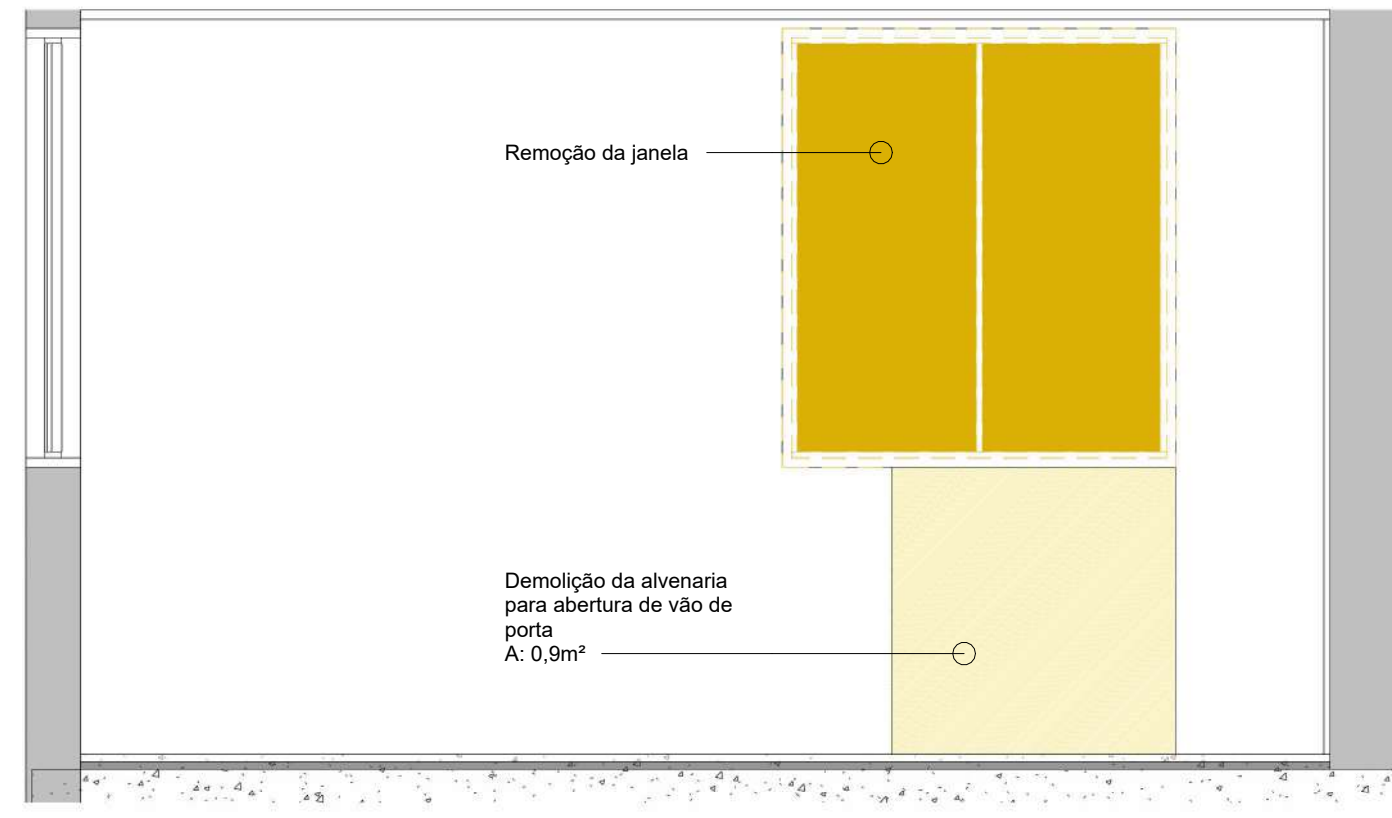 Remoção da janela
Demolição da alvenaria
para abertura de vão de
porta
A: 0,9m²